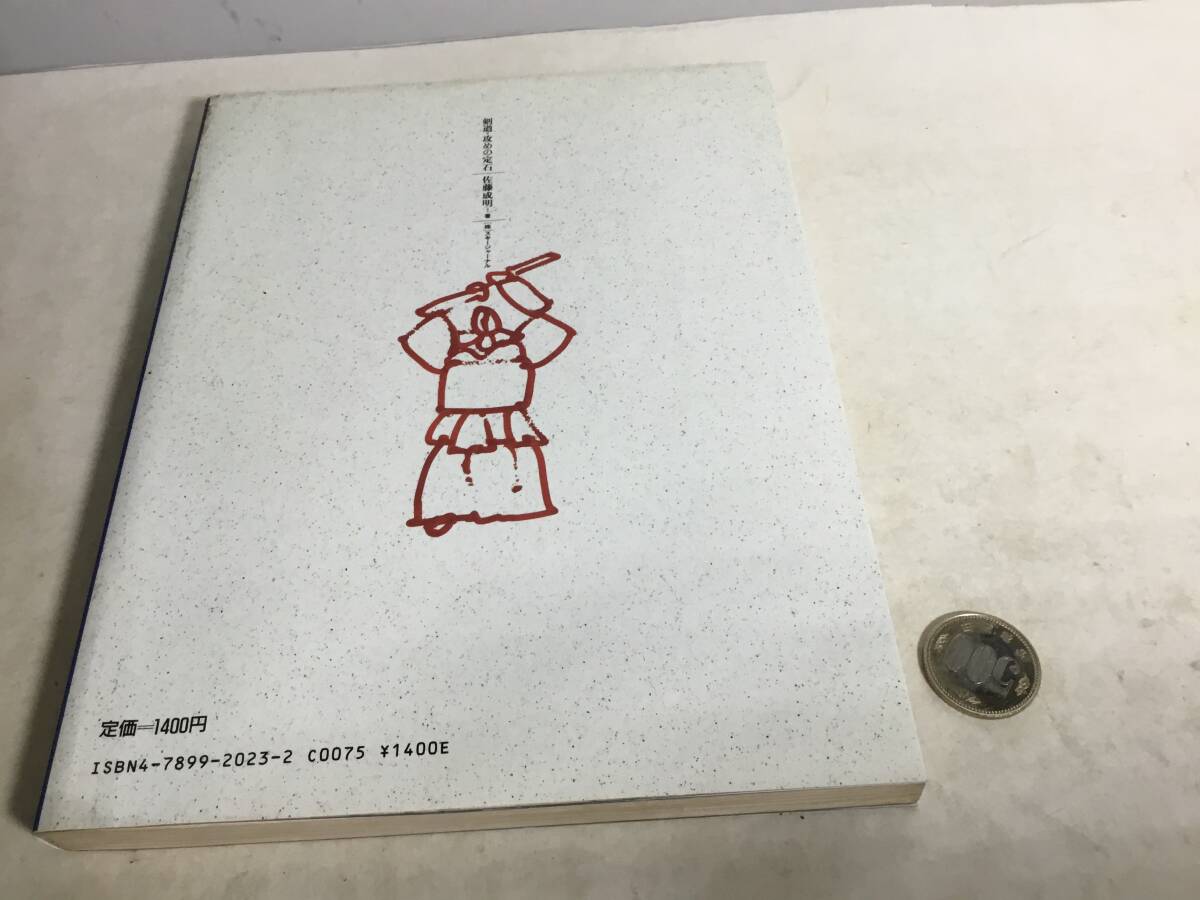 剣道・攻めの定石 佐藤成明=著 (株)スキージャーナル
定価=1400円
ISBN4-7899-2023-2 C0075 ¥1400E
500